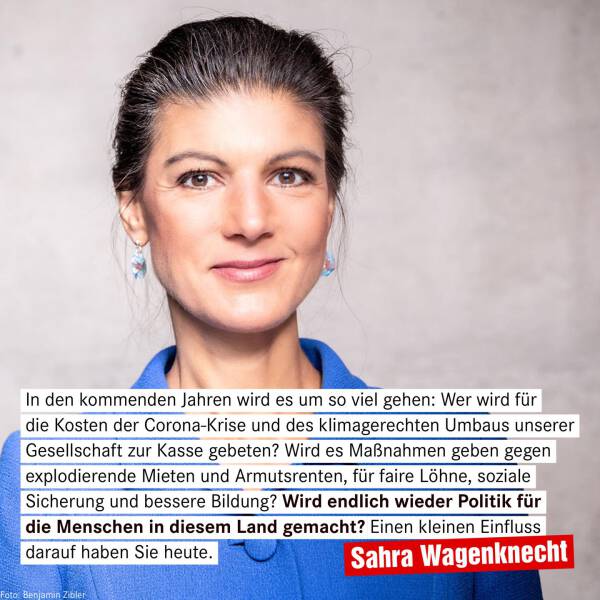 In den kommenden Jahren wird es um so viel gehen: Wer wird für
die Kosten der Corona-Krise und des klimagerechten Umbaus unserer
Gesellschaft zur Kasse gebeten? Wird es Maßnahmen geben gegen
explodierende Mieten und Armutsrenten, für faire Löhne, soziale
Sicherung und bessere Bildung? Wird endlich wieder Politik für
die Menschen in diesem Land gemacht? Einen kleinen Einfluss
darauf haben Sie heute.
Sahra Wagenknecht
Foto: Benjamin Zibler